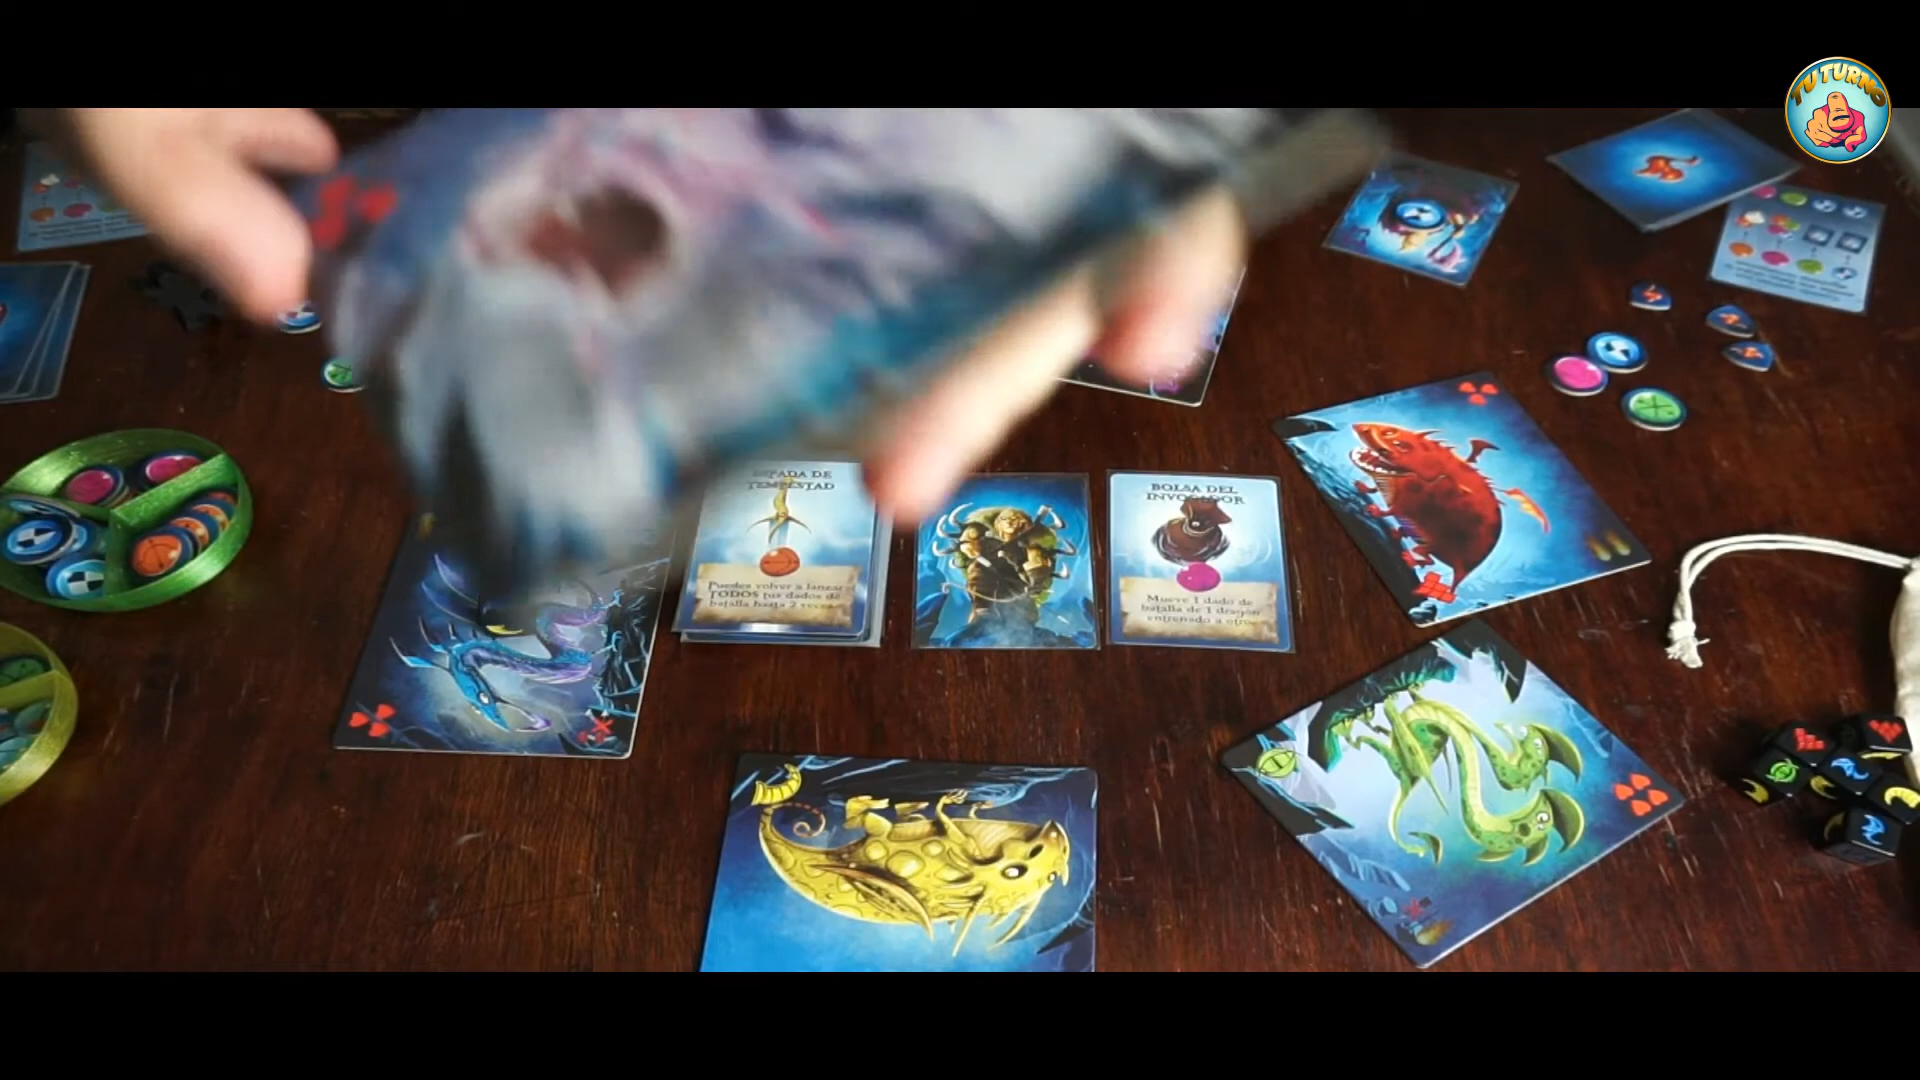 TU TURNO
ESPADA DE
TEMPESTAD
Puedes volver a lanzar
TODOS tus dados de
batalla hasta 2 veces
BOLSA DEL
INVOCADOR
Mueve 1 dado de
batalla de 1 dragón
entrenado a otro